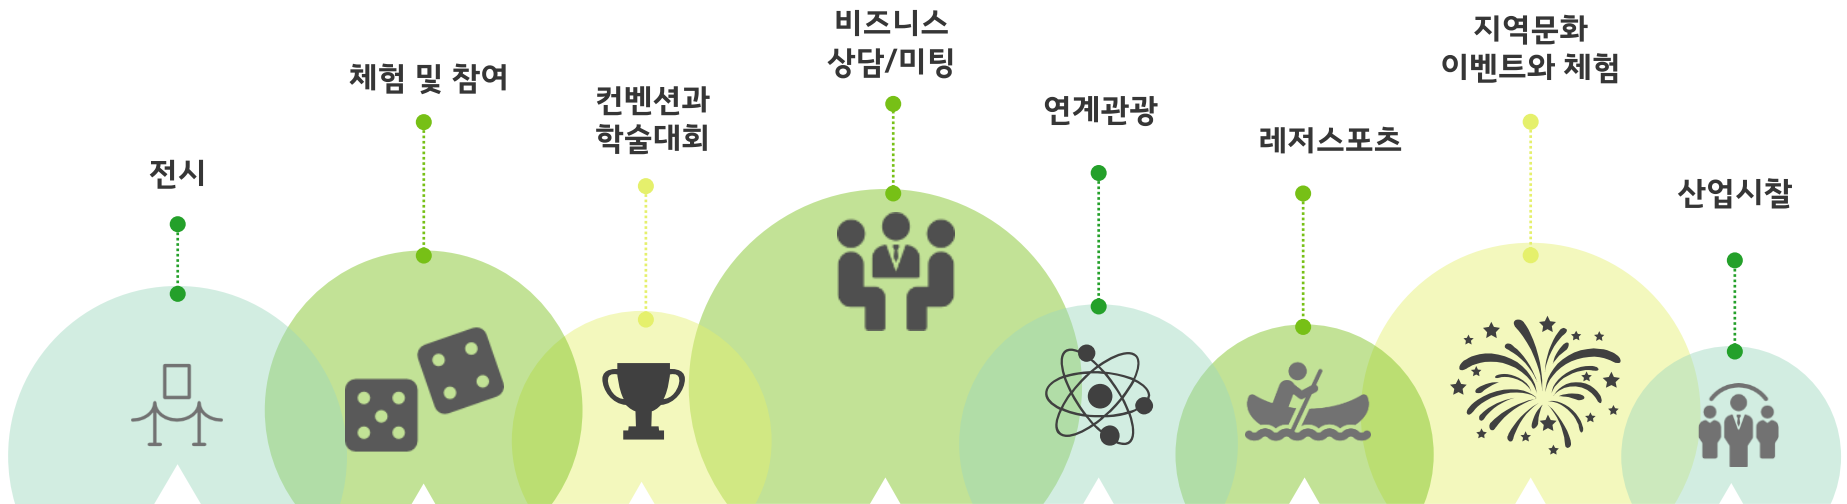 전시
체험 및 참여
컨벤션과
학술대회
비즈니스
상담/미팅
연계관광
레저스포츠
지역문화
이벤트와 체험
산업시찰